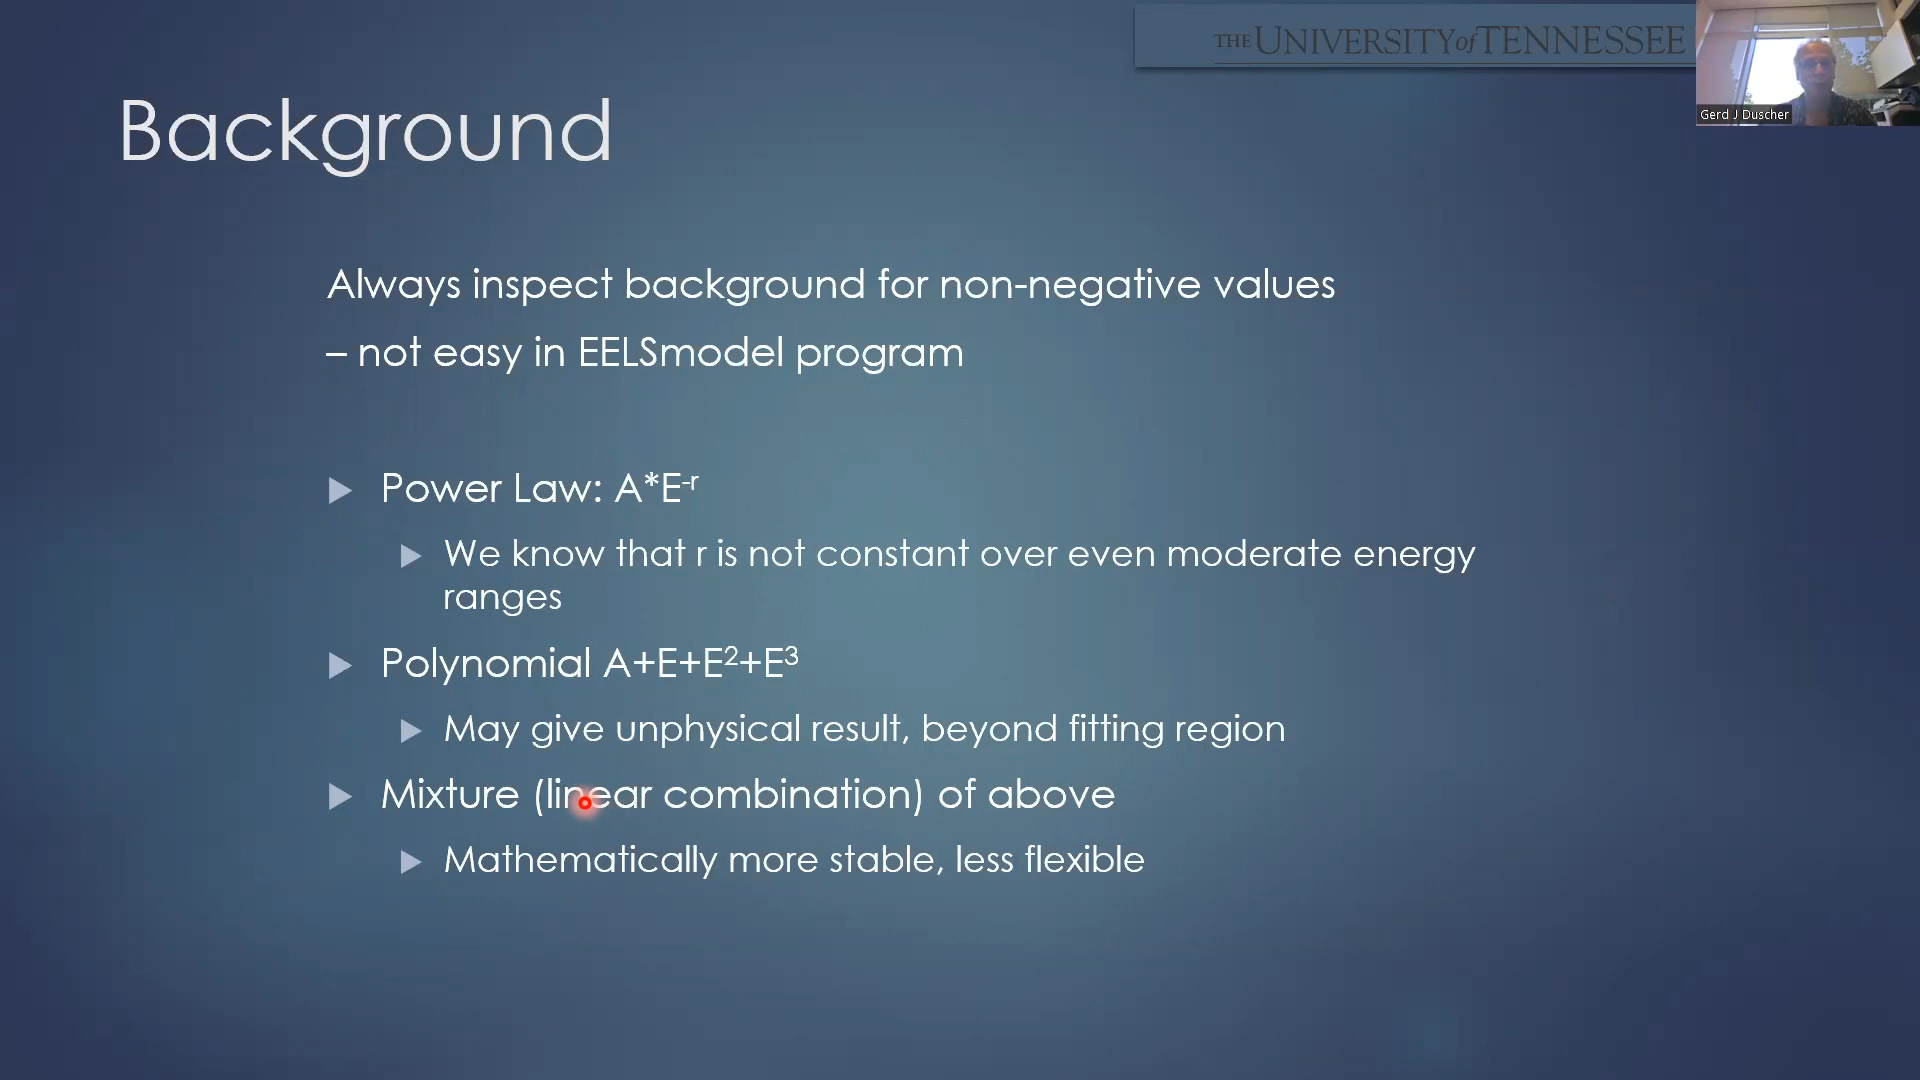 THE UNIVERSITY of TENNESSEE
Gerd J Duscher
Background
Always inspect background for non-negative values
– not easy in EELSmodel program
Power Law: A*E-r
We know that r is not constant over even moderate energy
ranges
Polynomial A+E+E2+E3
May give unphysical result, beyond fitting region
Mixture (linear combination) of above
Mathematically more stable, less flexible